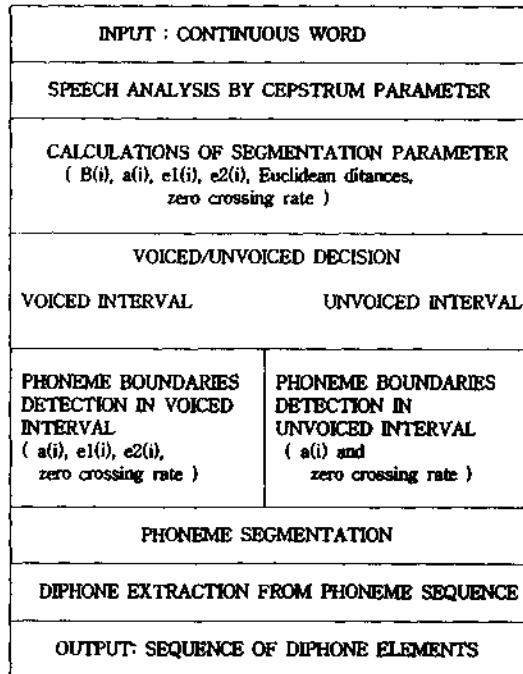 INPUT : CONTINUOUS WORD
SPEECH ANALYSIS BY CEPSTRUM PARAMETER
CALCULATIONS OF SEGMENTATION PARAMETER
( B(i), a(i), e1(i), e2(i), Euclidean ditances,
zero crossing rate )
VOICED/UNVOICED DECISION
VOICED INTERVAL UNVOICED INTERVAL
PHONEME BOUNDARIES
DETECTION IN VOICED
INTERVAL
( a(i), e1(i), e2(i),
zero crossing rate )
PHONEME BOUNDARIES
DETECTION IN
UNVOICED INTERVAL
( a(i) and
zero crossing rate )
PHONEME SEGMENTATION
DIPHONE EXTRACTION FROM PHONEME SEQUENCE
OUTPUT: SEQUENCE OF DIPHONE ELEMENTS